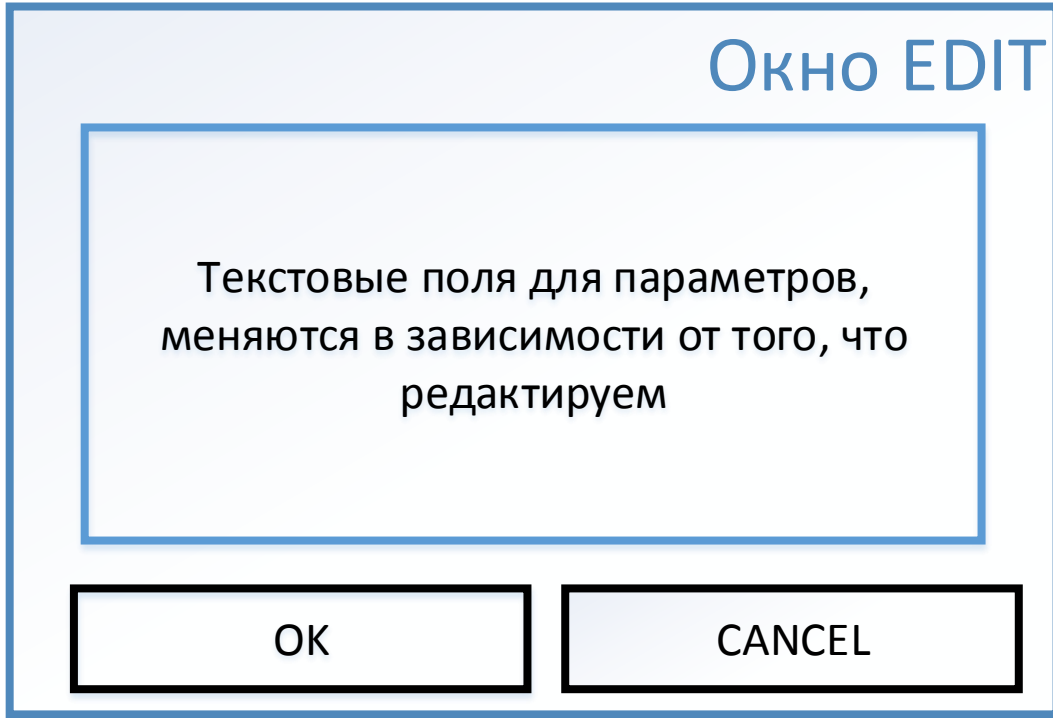 Окно EDIT
Текстовые поля для параметров,
меняются в зависимости от того, что
редактируем
OK
CANCEL